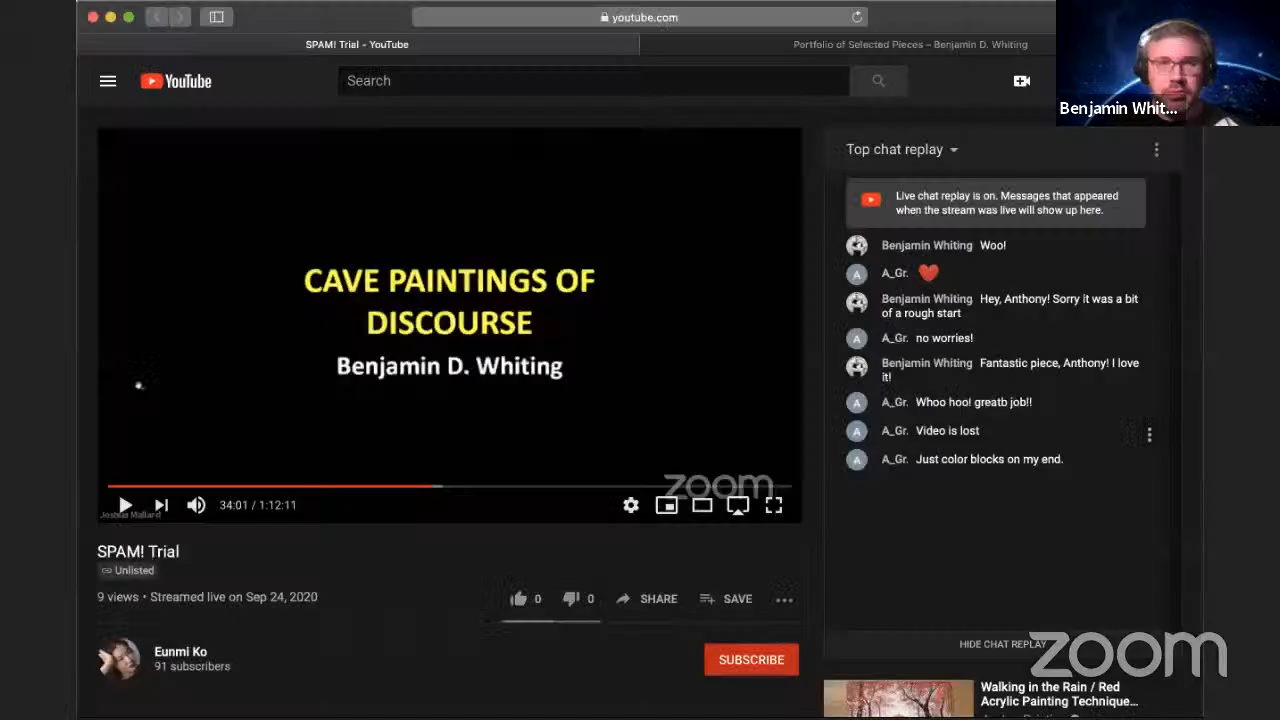 youtube.com
SPAM! Trial - YouTube
Portfolio of Selected Pieces – Benjamin D. Whiting
YouTube
Search
Benjamin Whit...
CAVE PAINTINGS OF
DISCOURSE
Benjamin D. Whiting
zoom
34:01 / 1:12:11
Joshua Mallard
Top chat replay
Live chat replay is on. Messages that appeared
when the stream was live will show up here.
Benjamin Whiting Woo!
A_Gr.
Benjamin Whiting Hey, Anthony! Sorry it was a bit
of a rough start
A_Gr. no worries!
Benjamin Whiting Fantastic piece, Anthony! I love
it!
A_Gr. Whoo hoo! greatb job!!
A_Gr. Video is lost
A_Gr. Just color blocks on my end.
HIDE CHAT REPLAY
SPAM! Trial
Unlisted
9 views • Streamed live on Sep 24, 2020
0
0
SHARE
SAVE
Eunmi Ko
91 subscribers
SUBSCRIBE
zoom
Walking in the Rain / Red
Acrylic Painting Technique...